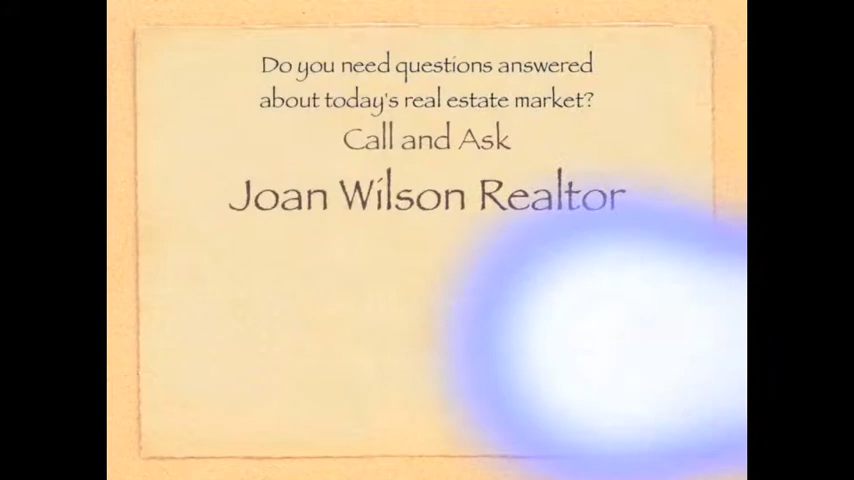 Do you need questions answered
about today's real estate market?
Call and Ask
Joan Wilson Realtor